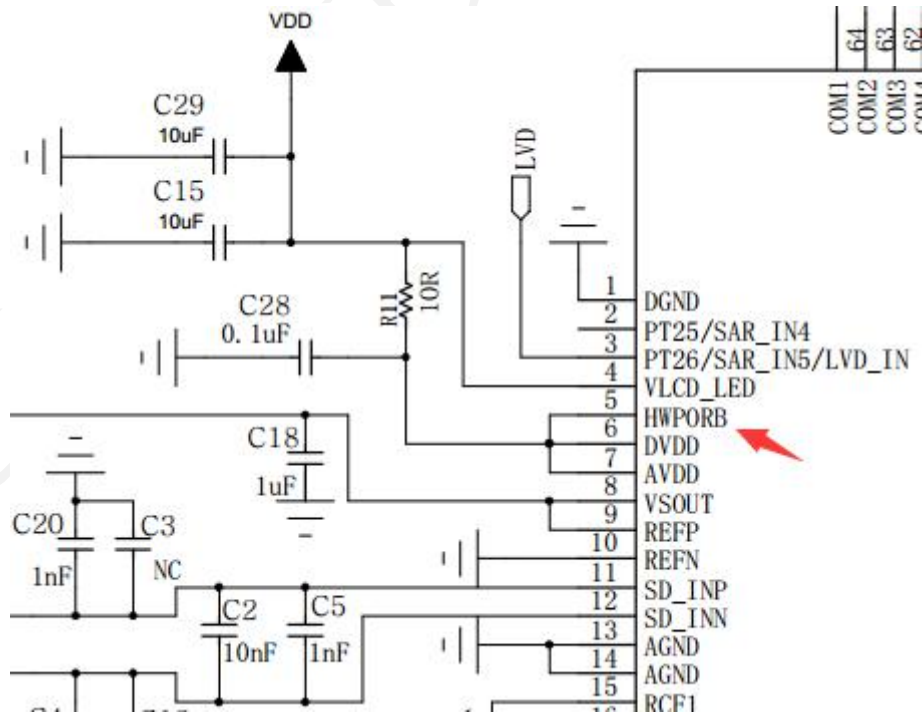 VDD
C29
10uF
C15
10uF
R11
10R
C28
0.1uF
C18
1uF
C20
1nF
C3
NC
C2
10nF
C5
1nF
LVD
64
63
62
COM1
COM2
COM3
1
DGND
2
PT25/SAR_IN4
3
PT26/SAR_IN5/LVD_IN
4
VLCD_LED
5
HWPORB
6
DVDD
7
AVDD
8
VSOUT
9
REFP
10
REFN
11
SD_INP
12
SD_INN
13
AGND
14
AGND
15